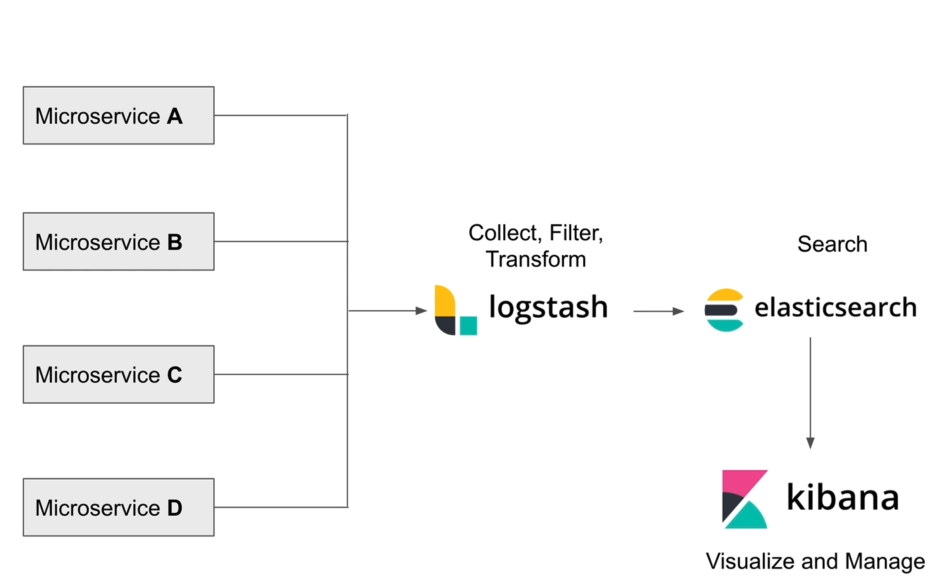 Microservice A
Microservice B
Microservice C
Microservice D
Collect, Filter,
Transform
logstash
Search
elasticsearch
kibana
Visualize and Manage